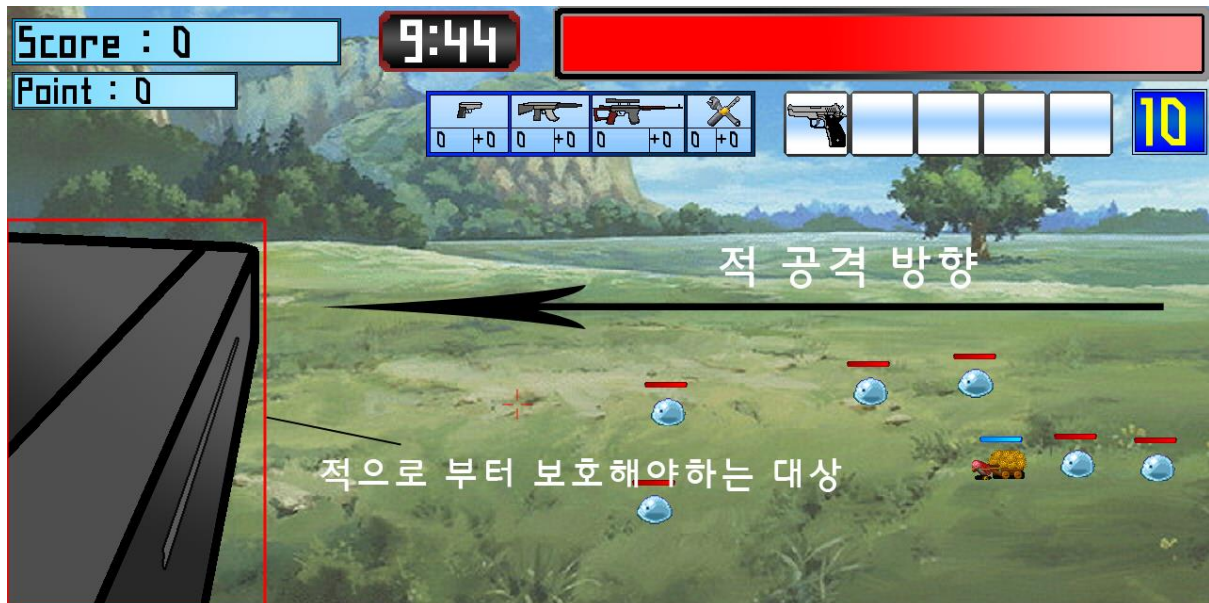 Score : 0
9:44
Point : 0
0 +0 0 +0 0 +0 0 +0
10
적 공격 방향
적으로 부터 보호해야하는 대상